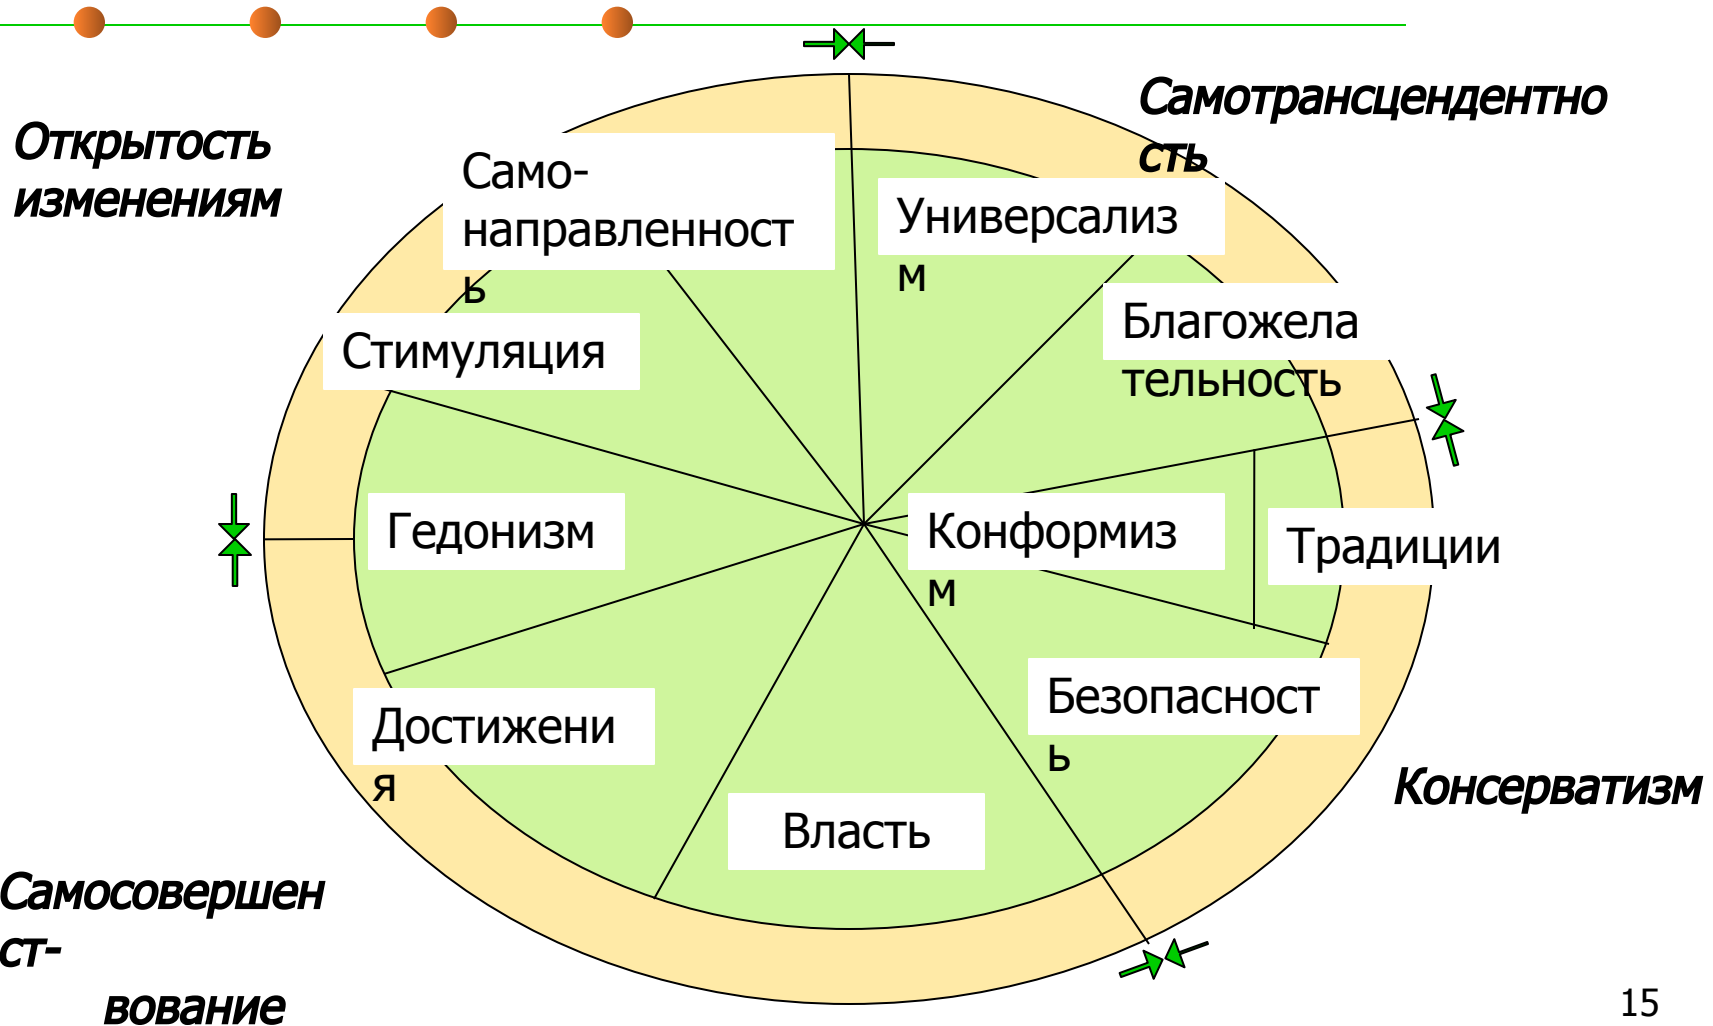 Открытость
изменениям
Самотрансцендентно
сть
Само-
направленност
ь
Универсализ
м
Стимуляция
Благожела
тельность
Гедонизм
Конформиз
м
Традиции
Достижени
я
Безопасност
ь
Власть
Консерватизм
Самосовершен
ст-
вование
15